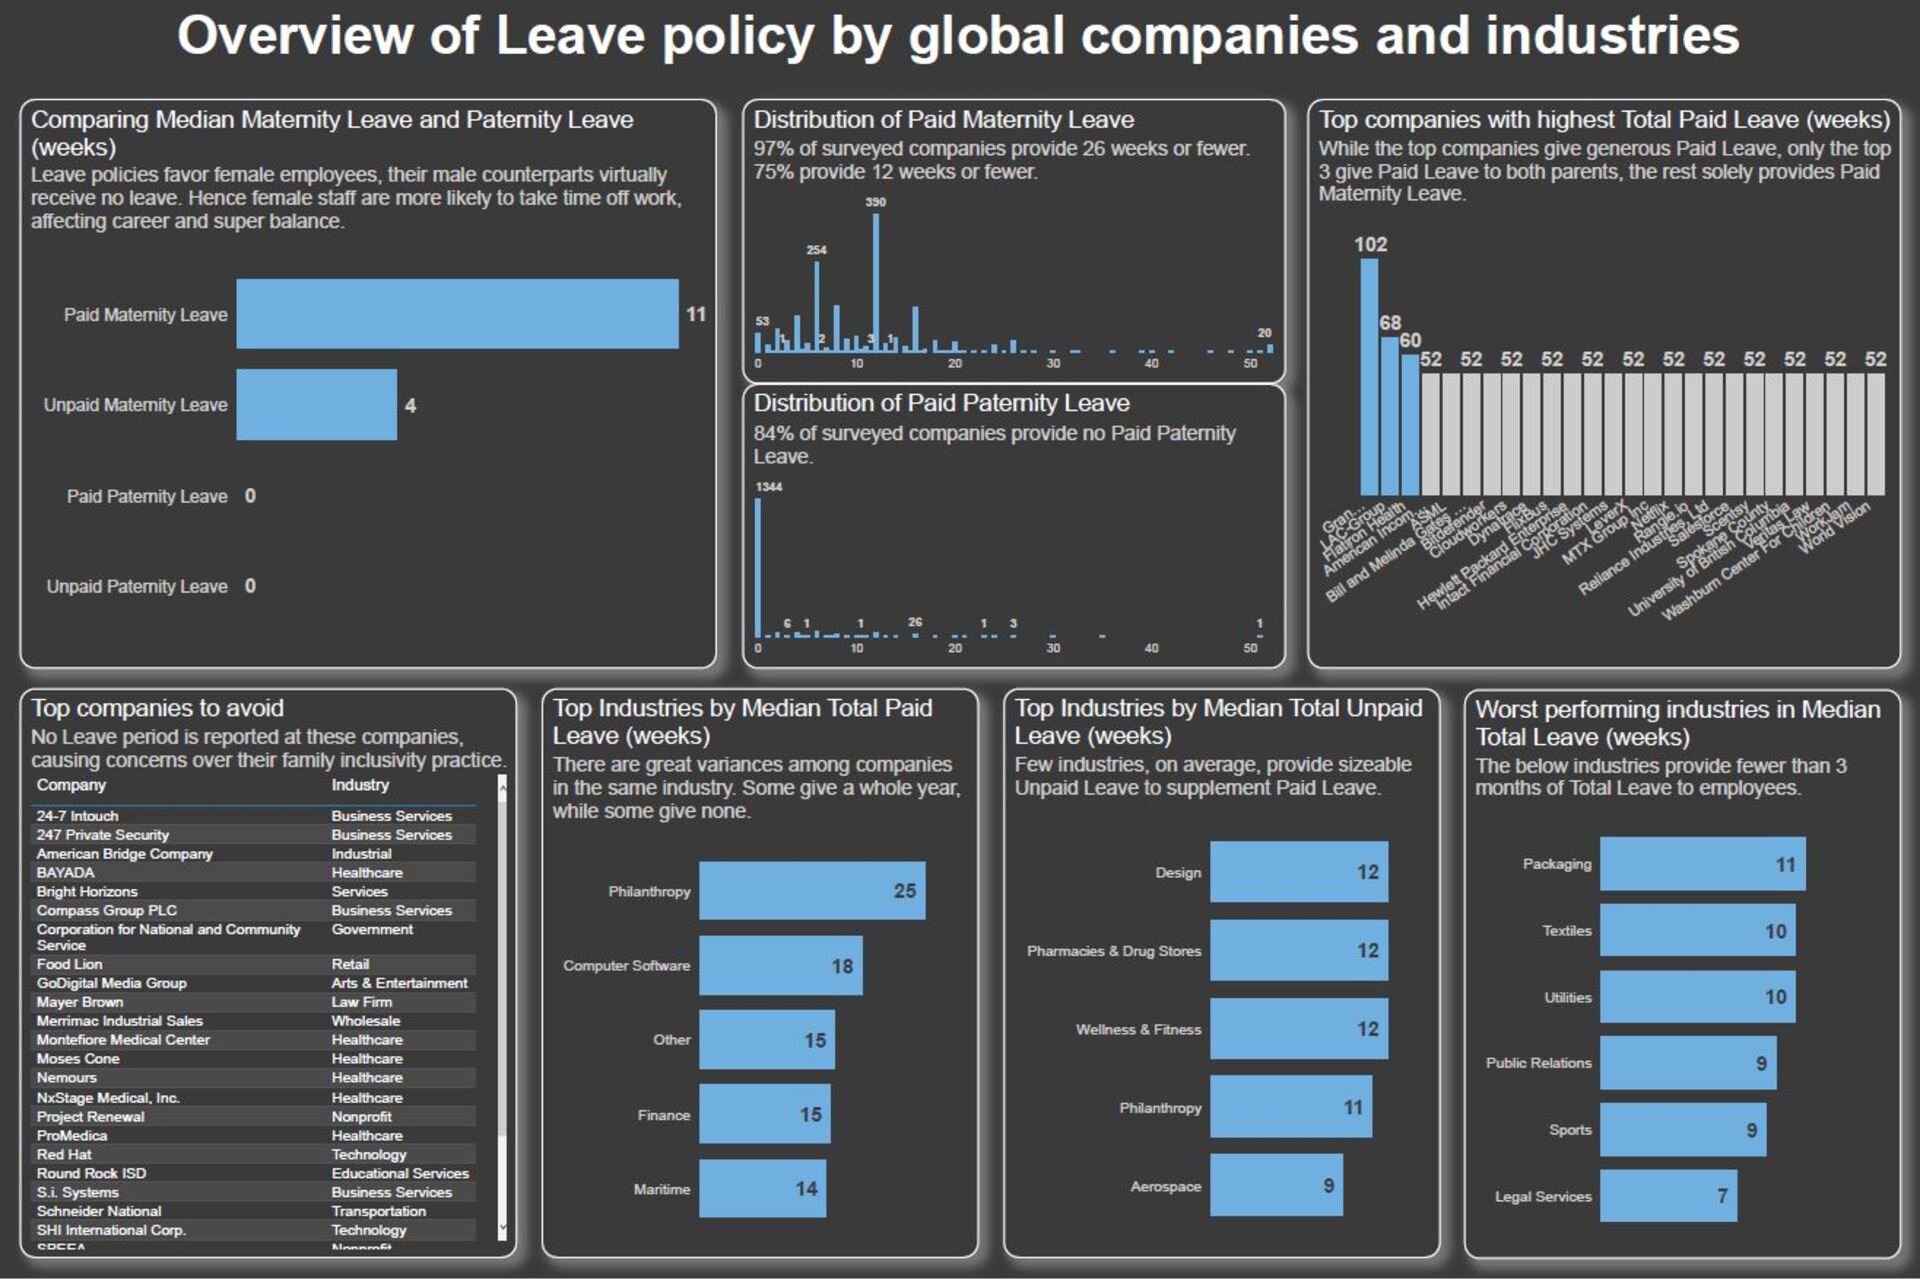 Overview of Leave policy by global companies and industries
Comparing Median Maternity Leave and Paternity Leave
(weeks)
Leave policies favor female employees, their male counterparts virtually
receive no leave. Hence female staff are more likely to take time off work,
affecting career and super balance.
Paid Maternity Leave 11
Unpaid Maternity Leave 4
Paid Paternity Leave 0
Unpaid Paternity Leave 0
Distribution of Paid Maternity Leave
97% of surveyed companies provide 26 weeks or fewer.
75% provide 12 weeks or fewer.
390
254
53
1 2 3 1 20
0 10 20 30 40 50
Distribution of Paid Paternity Leave
84% of surveyed companies provide no Paid Paternity
Leave.
1344
6 1 1 26 1 3 1
0 10 20 30 40 50
Top companies with highest Total Paid Leave (weeks)
While the top companies give generous Paid Leave, only the top
3 give Paid Leave to both parents, the rest solely provides Paid
Maternity Leave.
102
68
60
52 52 52 52 52 52 52 52 52 52 52 52
Gran...
LAC-Group
Flatiron Health
American Incom...
ASML
Bill and Melinda Gates ...
Bitdefender
Cloudworkers
Dynatrace
FlixBus
Hewlett Packard Enterprise
Intact Financial Corporation
JHC Systems
LeverX
MTX Group Inc
Netflix
Rangle.io
Reliance Industries, Ltd
Salesforce
Scentsy
Spokane County
University of British Columbia
Veritas Law
Washburn Center For Children
World Vision
Top companies to avoid
No Leave period is reported at these companies,
causing concerns over their family inclusivity practice.
Company Industry
24-7 Intouch Business Services
247 Private Security Business Services
American Bridge Company Industrial
BAYADA Healthcare
Bright Horizons Services
Compass Group PLC Business Services
Corporation for National and Community Government
Service
Food Lion Retail
GoDigital Media Group Arts & Entertainment
Mayer Brown Law Firm
Merrimac Industrial Sales Wholesale
Montefiore Medical Center Healthcare
Moses Cone Healthcare
Nemours Healthcare
NxStage Medical, Inc. Healthcare
Project Renewal Nonprofit
ProMedica Healthcare
Red Hat Technology
Round Rock ISD Educational Services
S.i. Systems Business Services
Schneider National Transportation
SHI International Corp. Technology
Nonprofit
Top Industries by Median Total Paid
Leave (weeks)
There are great variances among companies
in the same industry. Some give a whole year,
while some give none.
Philanthropy 25
Computer Software 18
Other 15
Finance 15
Maritime 14
Top Industries by Median Total Unpaid
Leave (weeks)
Few industries, on average, provide sizeable
Unpaid Leave to supplement Paid Leave.
Design 12
Pharmacies & Drug Stores 12
Wellness & Fitness 12
Philanthropy 11
Aerospace 9
Worst performing industries in Median
Total Leave (weeks)
The below industries provide fewer than 3
months of Total Leave to employees.
Packaging 11
Textiles 10
Utilities 10
Public Relations 9
Sports 9
Legal Services 7